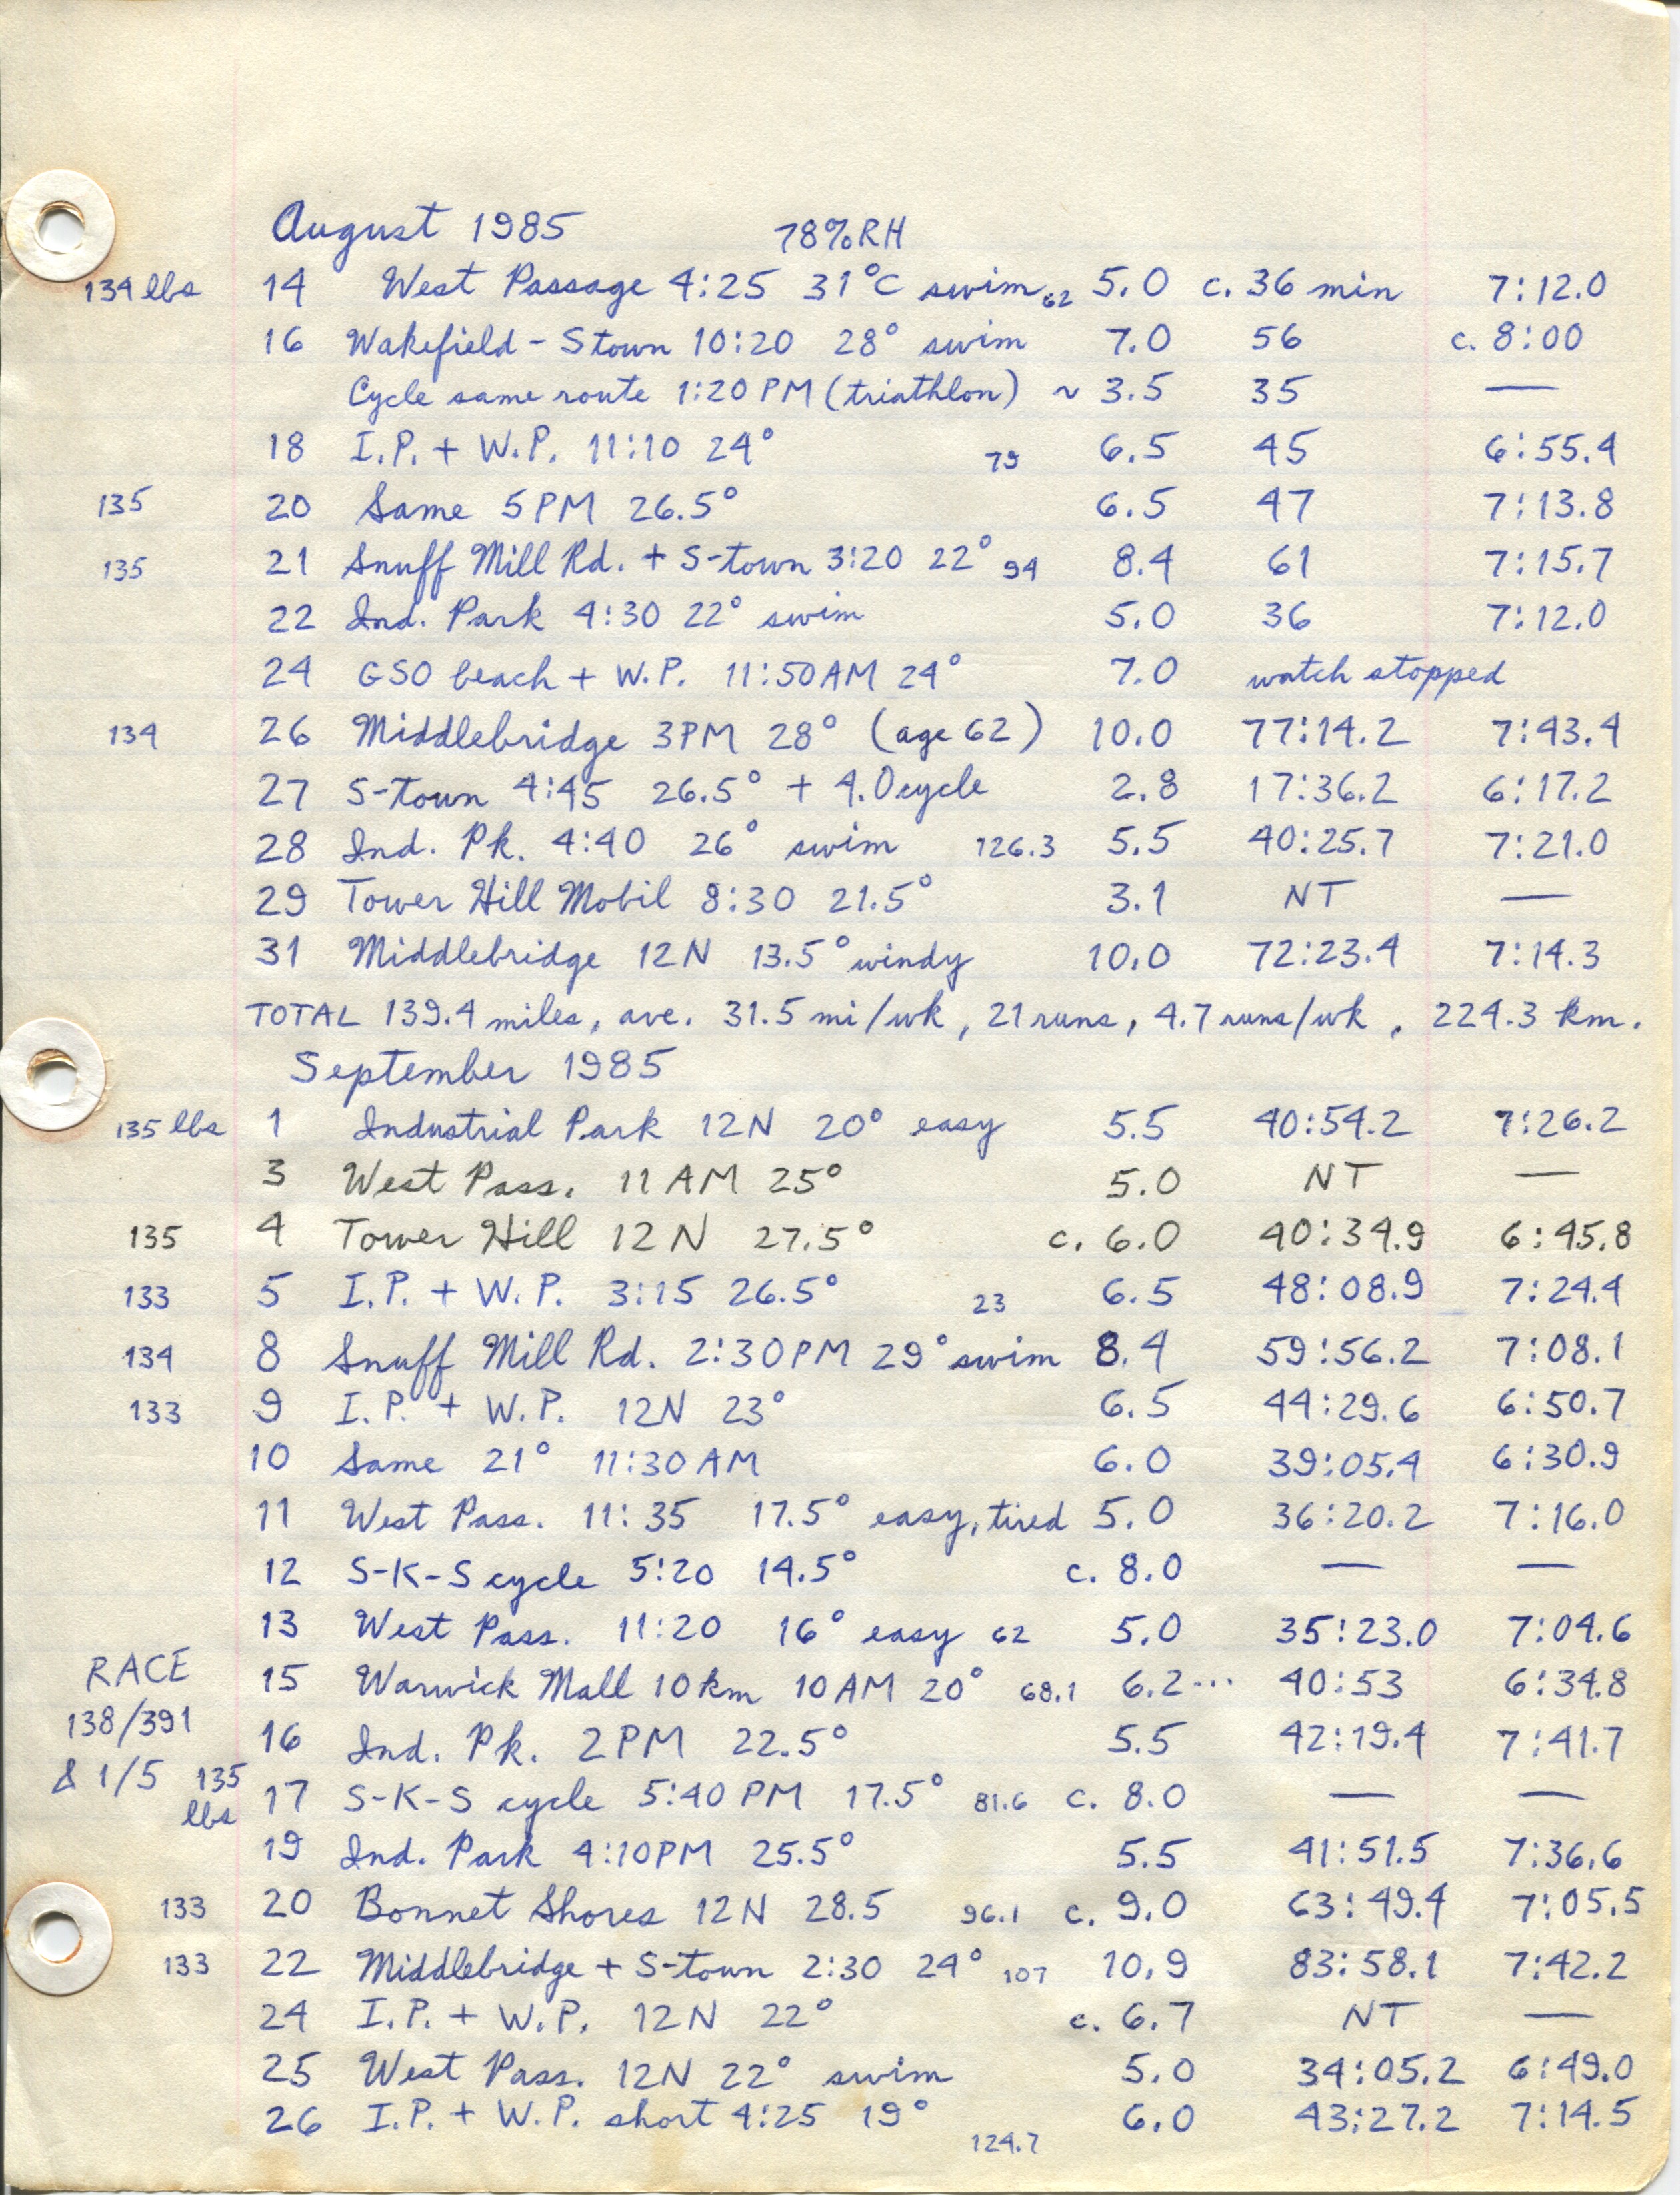 August 1985 78%RH
134 lbs 14 West Passage 4:25 31°C swim 62 5.0 c. 36 min 7:12.0
16 Wakefield - Stown 10:20 28° swim 7.0 56 c. 8:00
Cycle same route 1:20 PM (triathlon) ~ 3.5 35 —
18 I.P. + W.P. 11:10 24° 79 6.5 45 6:55.4
135 20 Same 5PM 26.5° 6.5 47 7:13.8
135 21 Snuff Mill Rd. + S-town 3:20 22° 94 8.4 61 7:15.7
22 Ind. Park 4:30 22° swim 5.0 36 7:12.0
24 GSO beach + W.P. 11:50AM 24° 7.0 watch stopped
134 26 Middlebridge 3PM 28° (age 62) 10.0 77:14.2 7:43.4
27 S-town 4:45 26.5° + 4.0cycle 2.8 17:36.2 6:17.2
28 Ind. Pk. 4:40 26° swim 126.3 5.5 40:25.7 7:21.0
29 Tower Hill Mobil 8:30 21.5° 3.1 NT —
31 Middlebridge 12N 13.5° windy 10.0 72:23.4 7:14.3
TOTAL 139.4 miles, ave. 31.5 mi/wk, 21 runs, 4.7 runs/wk, 224.3 km.
September 1985
135 lbs 1 Industrial Park 12N 20° easy 5.5 40:54.2 7:26.2
3 West Pass. 11 AM 25° 5.0 NT —
135 4 Tower Hill 12N 27.5° c. 6.0 40:34.9 6:45.8
133 5 I.P. + W.P. 3:15 26.5° 23 6.5 48:08.9 7:24.4
134 8 Snuff Mill Rd. 2:30PM 29° swim 8.4 59:56.2 7:08.1
133 9 I.P. + W.P. 12N 23° 6.5 44:29.6 6:50.7
10 Same 21° 11:30 AM 6.0 39:05.4 6:30.9
11 West Pass. 11:35 17.5° easy, tired 5.0 36:20.2 7:16.0
12 S-K-S cycle 5:20 14.5° c. 8.0 — —
13 West Pass. 11:20 16° easy 62 5.0 35:23.0 7:04.6
RACE 15 Warwick Mall 10 km 10 AM 20° 68.1 6.2... 40:53 6:34.8
138/391 16 Ind. Pk. 2PM 22.5° 5.5 42:19.4 7:41.7
& 1/5 135 lbs 17 S-K-S cycle 5:40 PM 17.5° 81.6 c. 8.0 — —
19 Ind. Park 4:10PM 25.5° 5.5 41:51.5 7:36.6
133 20 Bonnet Shores 12N 28.5 96.1 c. 9.0 63:49.4 7:05.5
133 22 Middlebridge + S-town 2:30 24° 107 10.9 83:58.1 7:42.2
24 I.P. + W.P. 12N 22° c. 6.7 NT —
25 West Pass. 12N 22° swim 5.0 34:05.2 6:49.0
26 I.P. + W.P. short 4:25 19° 124.7 6.0 43:27.2 7:14.5